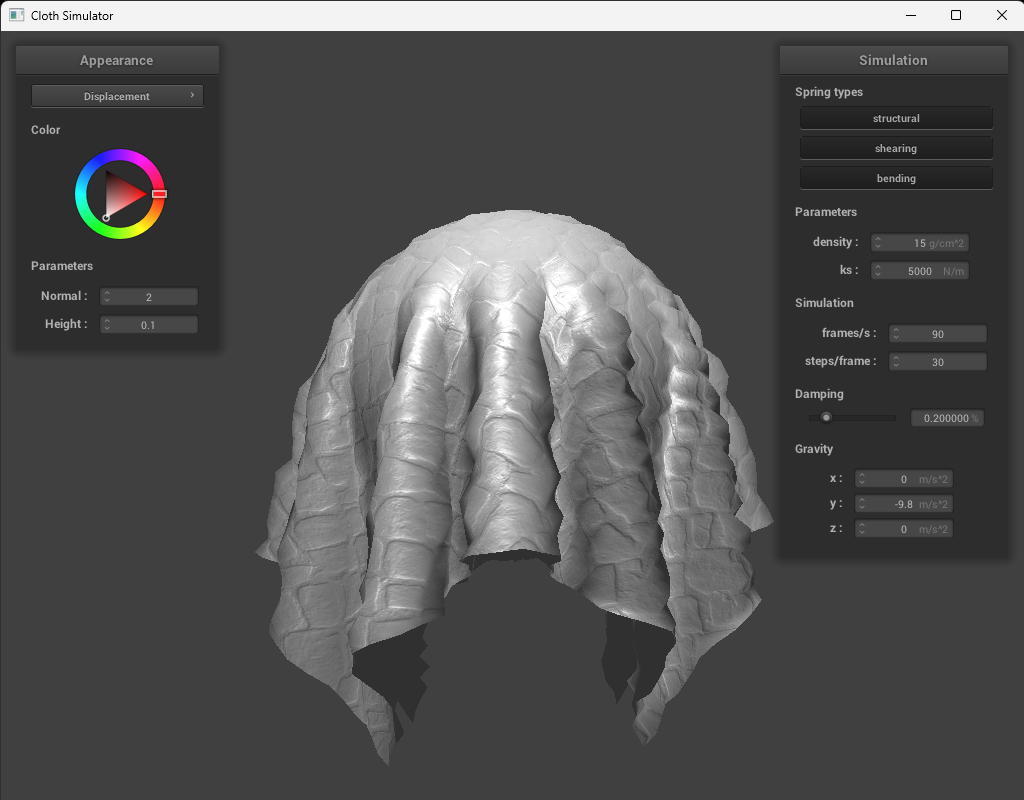 Cloth Simulator
Appearance
Displacement
Color
Parameters
Normal : 2
Height : 0.1
Simulation
Spring types
structural
shearing
bending
Parameters
density : 15 g/cm^2
ks : 5000 N/m
Simulation
frames/s : 90
steps/frame : 30
Damping
0.200000 %
Gravity
x : 0 m/s^2
y : -9.8 m/s^2
z : 0 m/s^2